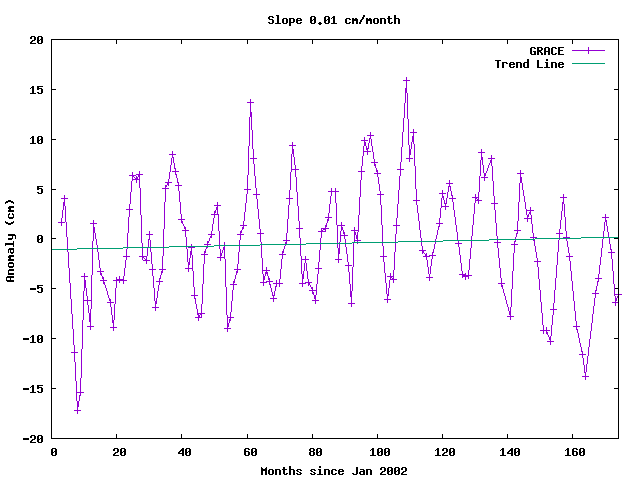 Slope 0.01 cm/month
GRACE
Trend Line
20
15
10
5
0
-5
-10
-15
-20
Anomaly (cm)
0 20 40 60 80 100 120 140 160
Months since Jan 2002